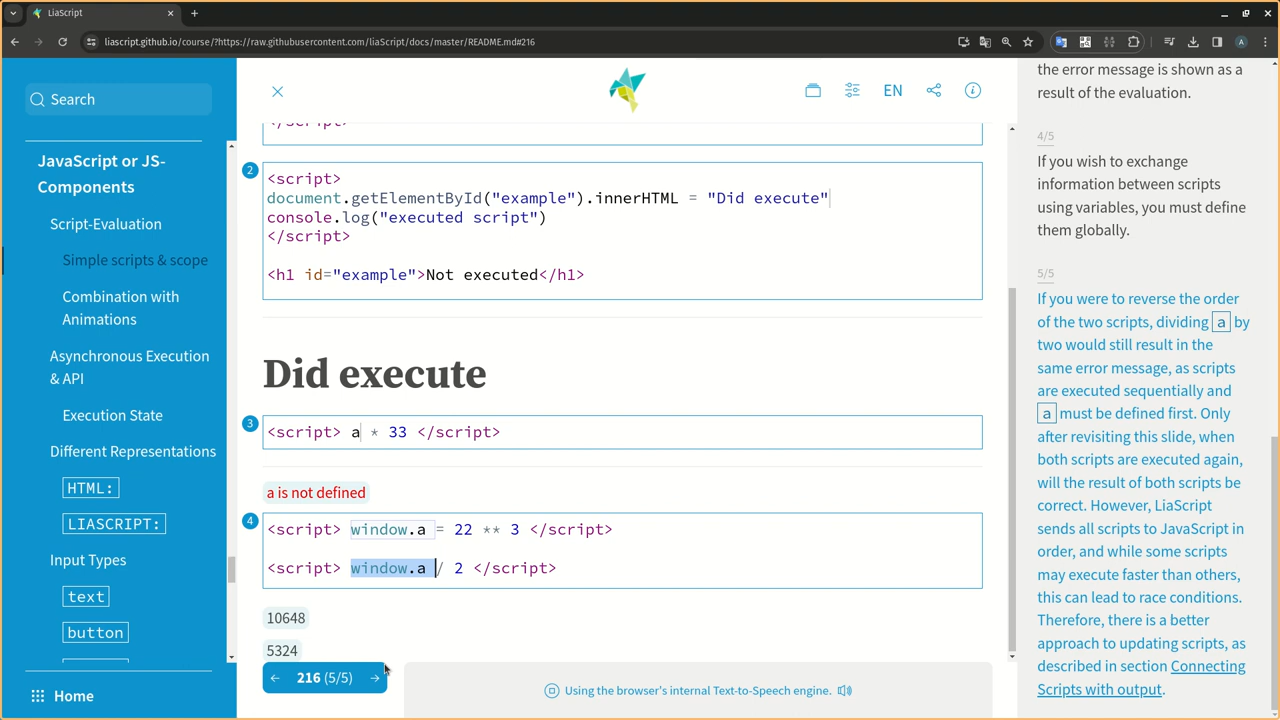 LiaScript
liascript.github.io/course/?https://raw.githubusercontent.com/liaScript/docs/master/README.md#216
A
Search
JavaScript or JS-
Components
Script-Evaluation
Simple scripts & scope
Combination with
Animations
Asynchronous Execution
& API
Execution State
Different Representations
HTML:
LIASCRIPT:
Input Types
text
button
Home
EN
</script>
2
<script>
document.getElementById("example").innerHTML = "Did execute"
console.log("executed script")
</script>
<h1 id="example">Not executed</h1>
Did execute
3
<script> a * 33 </script>
a is not defined
4
<script> window.a = 22 ** 3 </script>
<script> window.a / 2 </script>
10648
5324
← 216 (5/5) →
Using the browser's internal Text-to-Speech engine.
the error message is shown as a
result of the evaluation.
4/5
If you wish to exchange
information between scripts
using variables, you must define
them globally.
5/5
If you were to reverse the order
of the two scripts, dividing a by
two would still result in the
same error message, as scripts
are executed sequentially and
a must be defined first. Only
after revisiting this slide, when
both scripts are executed again,
will the result of both scripts be
correct. However, LiaScript
sends all scripts to JavaScript in
order, and while some scripts
may execute faster than others,
this can lead to race conditions.
Therefore, there is a better
approach to updating scripts, as
described in section Connecting
Scripts with output.